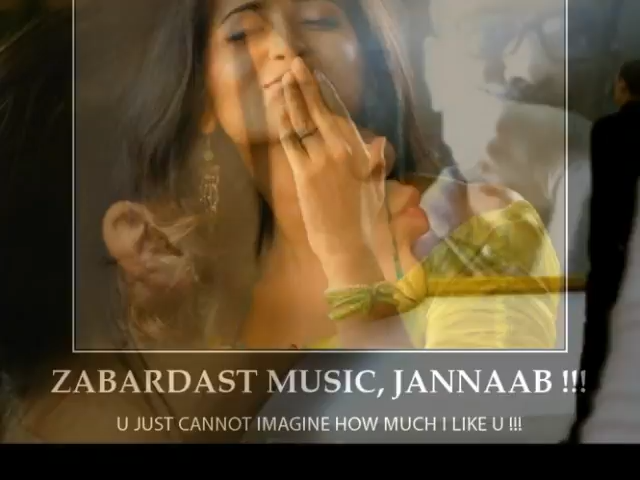 ZABARDAST MUSIC, JANNAAB !!!
U JUST CANNOT IMAGINE HOW MUCH I LIKE U !!!